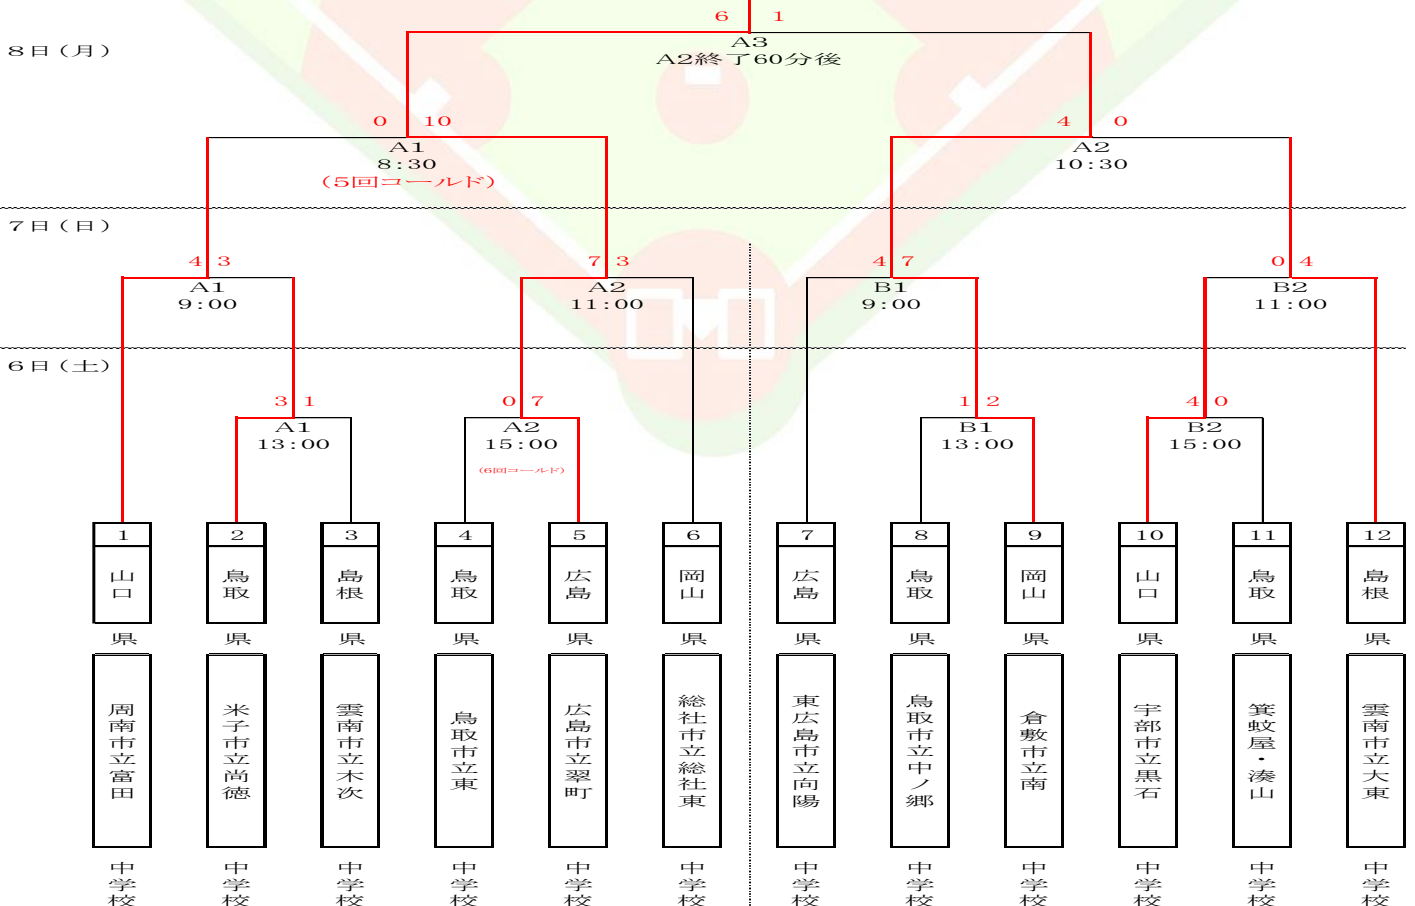 6 1
8日(月)
A3
A2終了60分後
0 10
4 0
A1
8:30
(5回コールド)
A2
10:30
7日(日)
4 3
7 3
4 7
0 4
A1
9:00
A2
11:00
B1
9:00
B2
11:00
6日(土)
3 1
0 7
1 2
4 0
A1
13:00
A2
15:00
(6回コールド)
B1
13:00
B2
15:00
1
山口
県
周南市立富田
中学校
2
鳥取
県
米子市立尚徳
中学校
3
島根
県
雲南市立木次
中学校
4
鳥取
県
鳥取市立東
中学校
5
広島
県
広島市立翠町
中学校
6
岡山
県
総社市立総社東
中学校
7
広島
県
東広島市立向陽
中学校
8
鳥取
県
鳥取市立中ノ郷
中学校
9
岡山
県
倉敷市立南
中学校
10
山口
県
宇部市立黒石
中学校
11
鳥取
県
箕蚊屋・湊山
中学校
12
島根
県
雲南市立大東
中学校